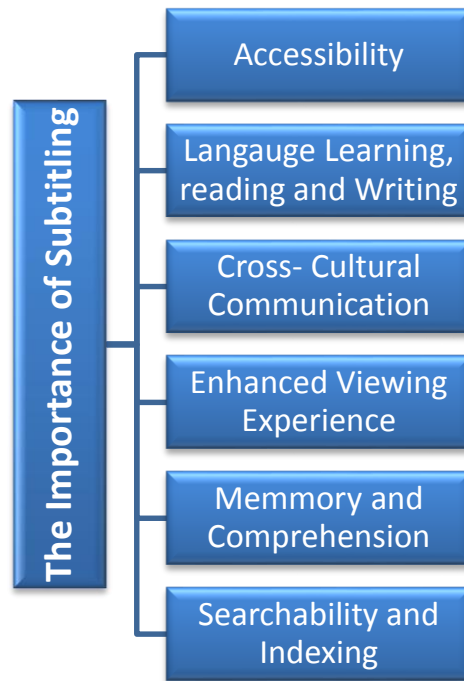 The Importance of Subtitling
Accessibility
Langauge Learning,
reading and Writing
Cross- Cultural
Communication
Enhanced Viewing
Experience
Memmory and
Comprehension
Searchability and
Indexing